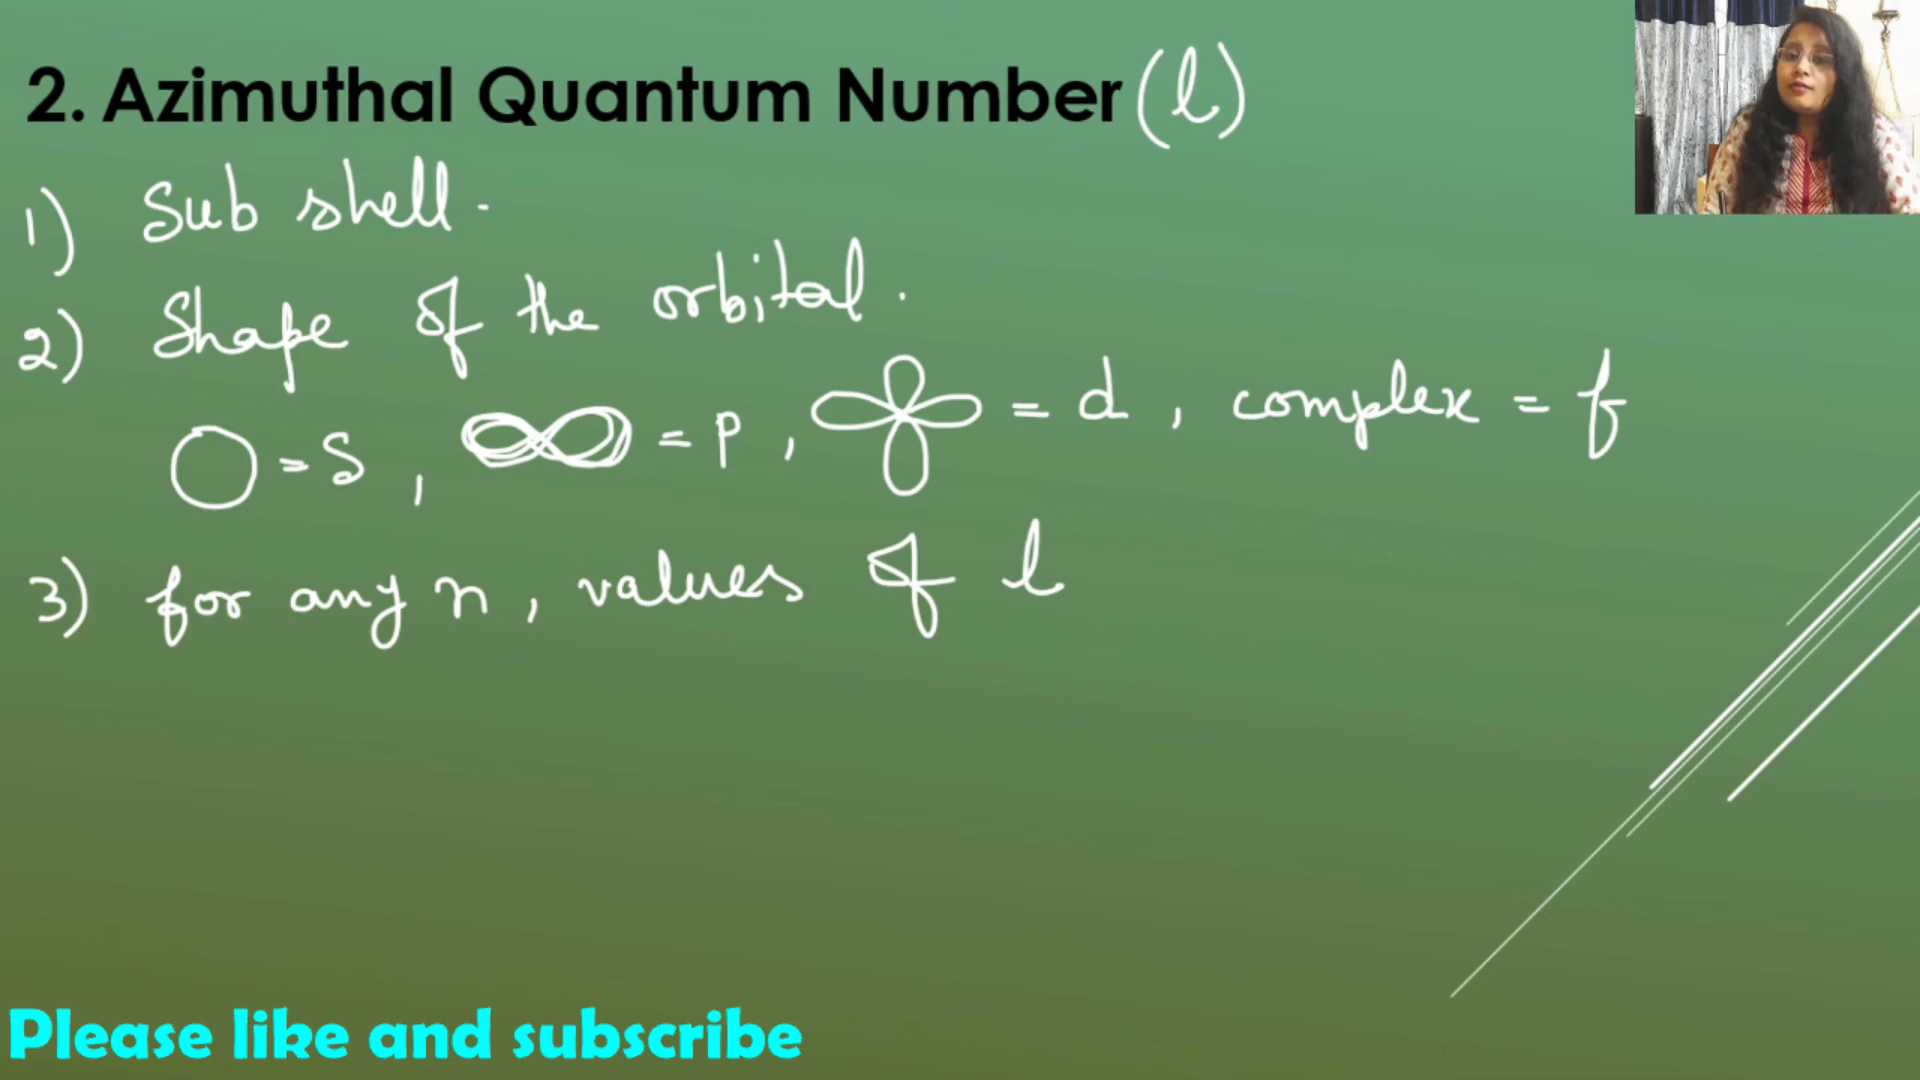 2. Azimuthal Quantum Number (l)
1) Sub shell.
2) Shape of the orbital.
= s, = p, = d, complex = f
3) for any n, values of l
Please like and subscribe